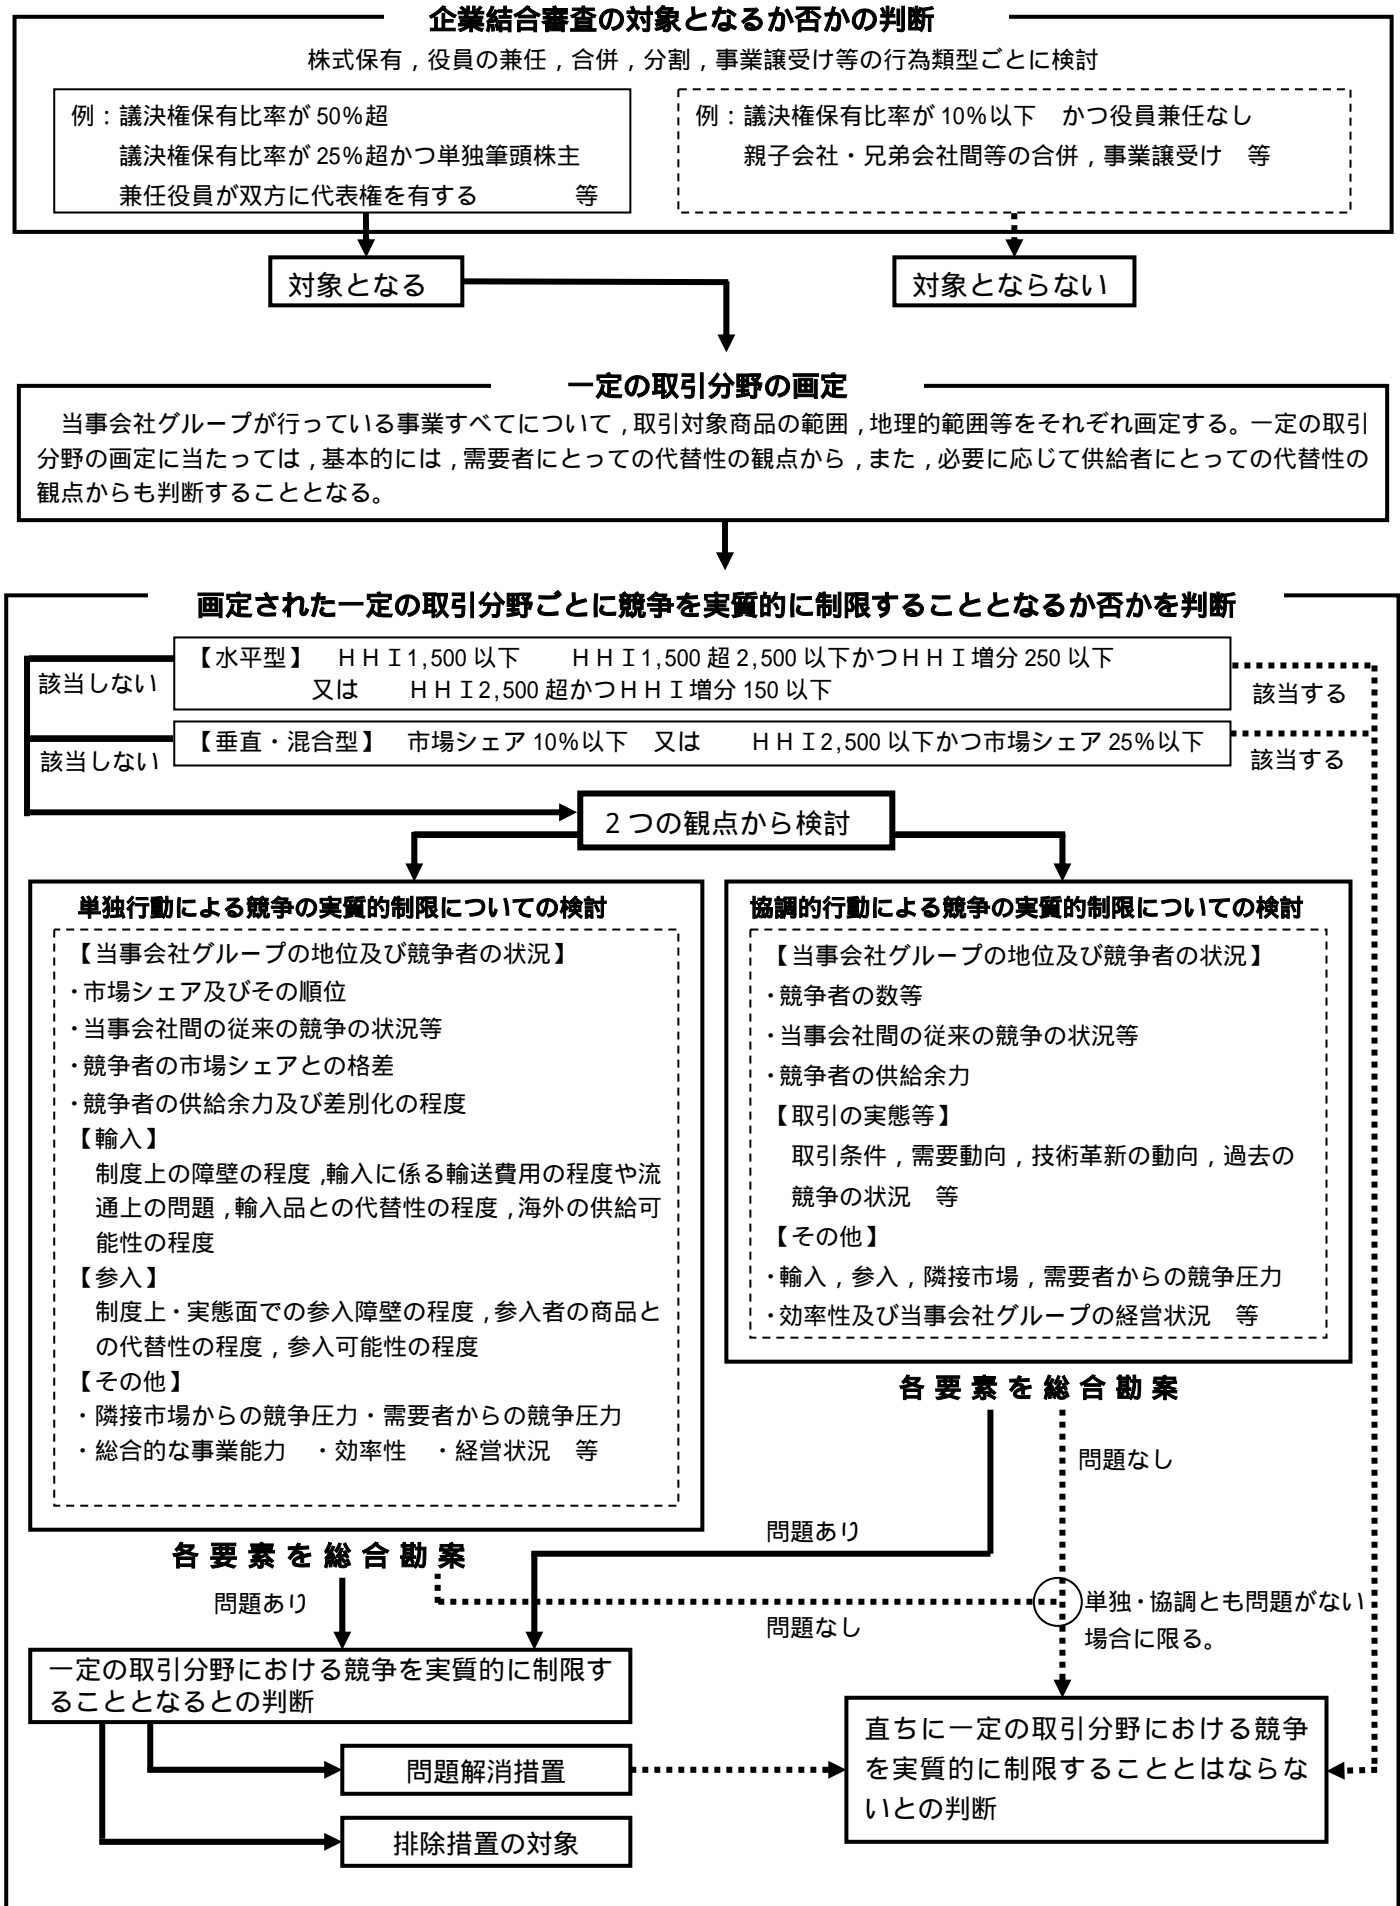 企業結合審査の対象となるか否かの判断
株式保有，役員の兼任，合併，分割，事業譲受け等の行為類型ごとに検討
例：議決権保有比率が 50%超
議決権保有比率が 25%超かつ単独筆頭株主
兼任役員が双方に代表権を有する 等
例：議決権保有比率が 10%以下 かつ役員兼任なし
親子会社・兄弟会社間等の合併，事業譲受け 等
対象となる
対象とならない
一定の取引分野の画定
当事会社グループが行っている事業すべてについて，取引対象商品の範囲，地理的範囲等をそれぞれ画定する。一定の取引
分野の画定に当たっては，基本的には，需要者にとっての代替性の観点から，また，必要に応じて供給者にとっての代替性の
観点からも判断することとなる。
画定された一定の取引分野ごとに競争を実質的に制限することとなるか否かを判断
【水平型】 ＨＨＩ1,500 以下 ＨＨＩ1,500 超 2,500 以下かつＨＨＩ増分 250 以下
又は ＨＨＩ2,500 超かつＨＨＩ増分 150 以下
該当しない
該当する
【垂直・混合型】 市場シェア 10%以下 又は ＨＨＩ2,500 以下かつ市場シェア 25%以下
該当しない
該当する
2 つの観点から検討
単独行動による競争の実質的制限についての検討
【当事会社グループの地位及び競争者の状況】
・市場シェア及びその順位
・当事会社間の従来の競争の状況等
・競争者の市場シェアとの格差
・競争者の供給余力及び差別化の程度
【輸入】
制度上の障壁の程度，輸入に係る輸送費用の程度や流
通上の問題，輸入品との代替性の程度，海外の供給可
能性の程度
【参入】
制度上・実態面での参入障壁の程度，参入者の商品と
の代替性の程度，参入可能性の程度
【その他】
・隣接市場からの競争圧力・需要者からの競争圧力
・総合的な事業能力 ・効率性 ・経営状況 等
各要素を総合勘案
協調的行動による競争の実質的制限についての検討
【当事会社グループの地位及び競争者の状況】
・競争者の数等
・当事会社間の従来の競争の状況等
・競争者の供給余力
【取引の実態等】
取引条件，需要動向，技術革新の動向，過去の
競争の状況 等
【その他】
・輸入，参入，隣接市場，需要者からの競争圧力
・効率性及び当事会社グループの経営状況 等
各要素を総合勘案
問題なし
問題あり
問題あり
問題なし
単独・協調とも問題がない
場合に限る。
一定の取引分野における競争を実質的に制限す
ることとなるとの判断
問題解消措置
排除措置の対象
直ちに一定の取引分野における競争
を実質的に制限することとはならな
いとの判断